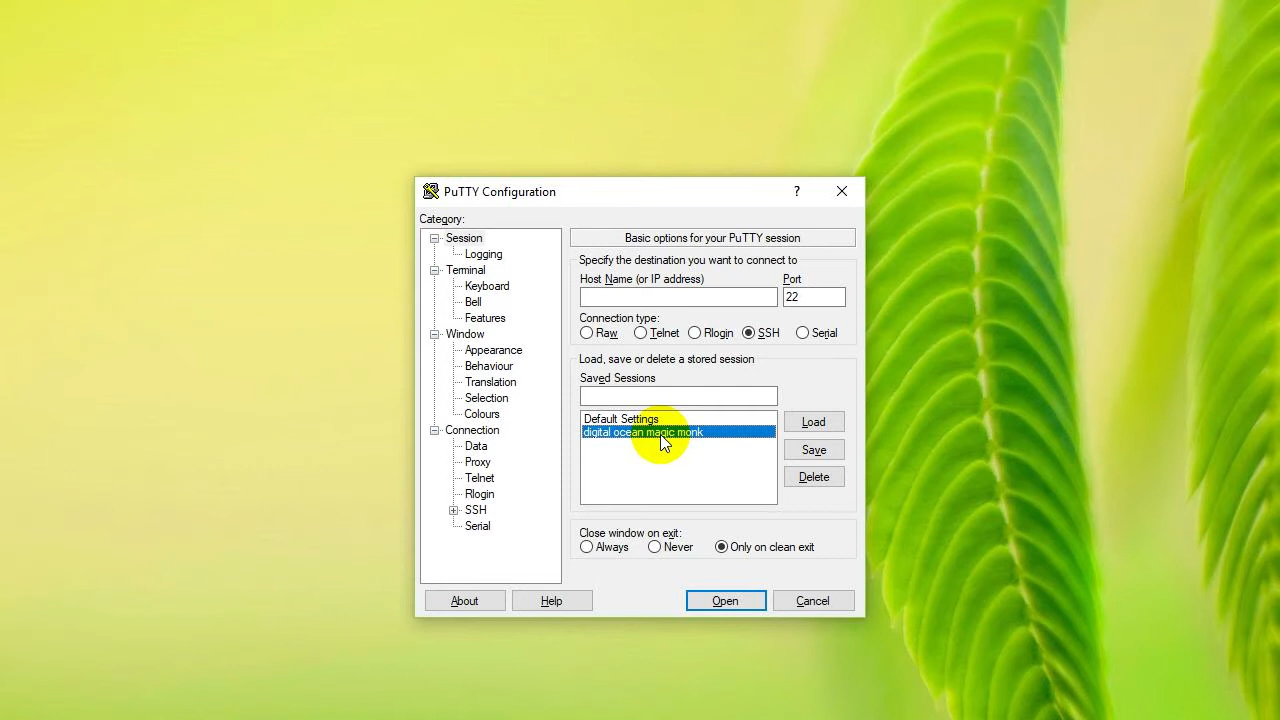 PuTTY Configuration
?
Category:
Session
Logging
Terminal
Keyboard
Bell
Features
Window
Appearance
Behaviour
Translation
Selection
Colours
Connection
Data
Proxy
Telnet
Rlogin
SSH
Serial
Basic options for your PuTTY session
Specify the destination you want to connect to
Host Name (or IP address)
Port
22
Connection type:
Raw Telnet Rlogin SSH Serial
Load, save or delete a stored session
Saved Sessions
Default Settings
digital ocean magic monk
Load
Save
Delete
Close window on exit:
Always Never Only on clean exit
About Help Open Cancel